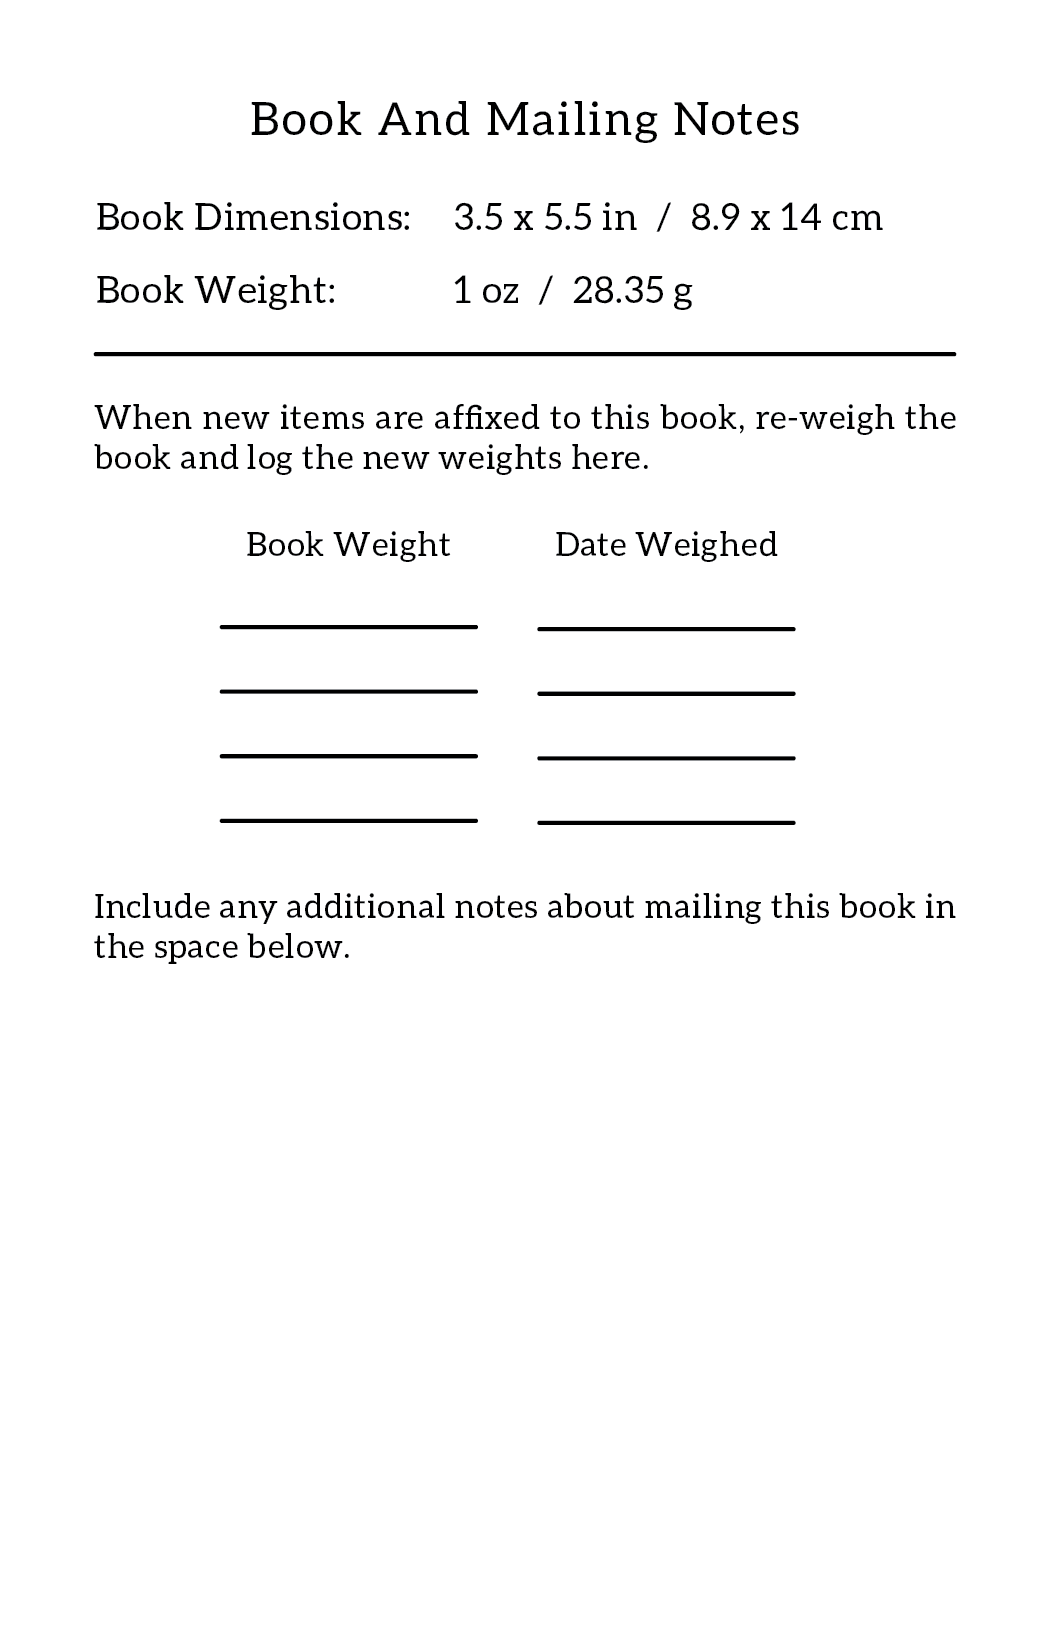 Book And Mailing Notes
Book Dimensions: 3.5 x 5.5 in / 8.9 x 14 cm
Book Weight: 1 oz / 28.35 g
When new items are affixed to this book, re-weigh the
book and log the new weights here.
Book Weight Date Weighed
Include any additional notes about mailing this book in
the space below.